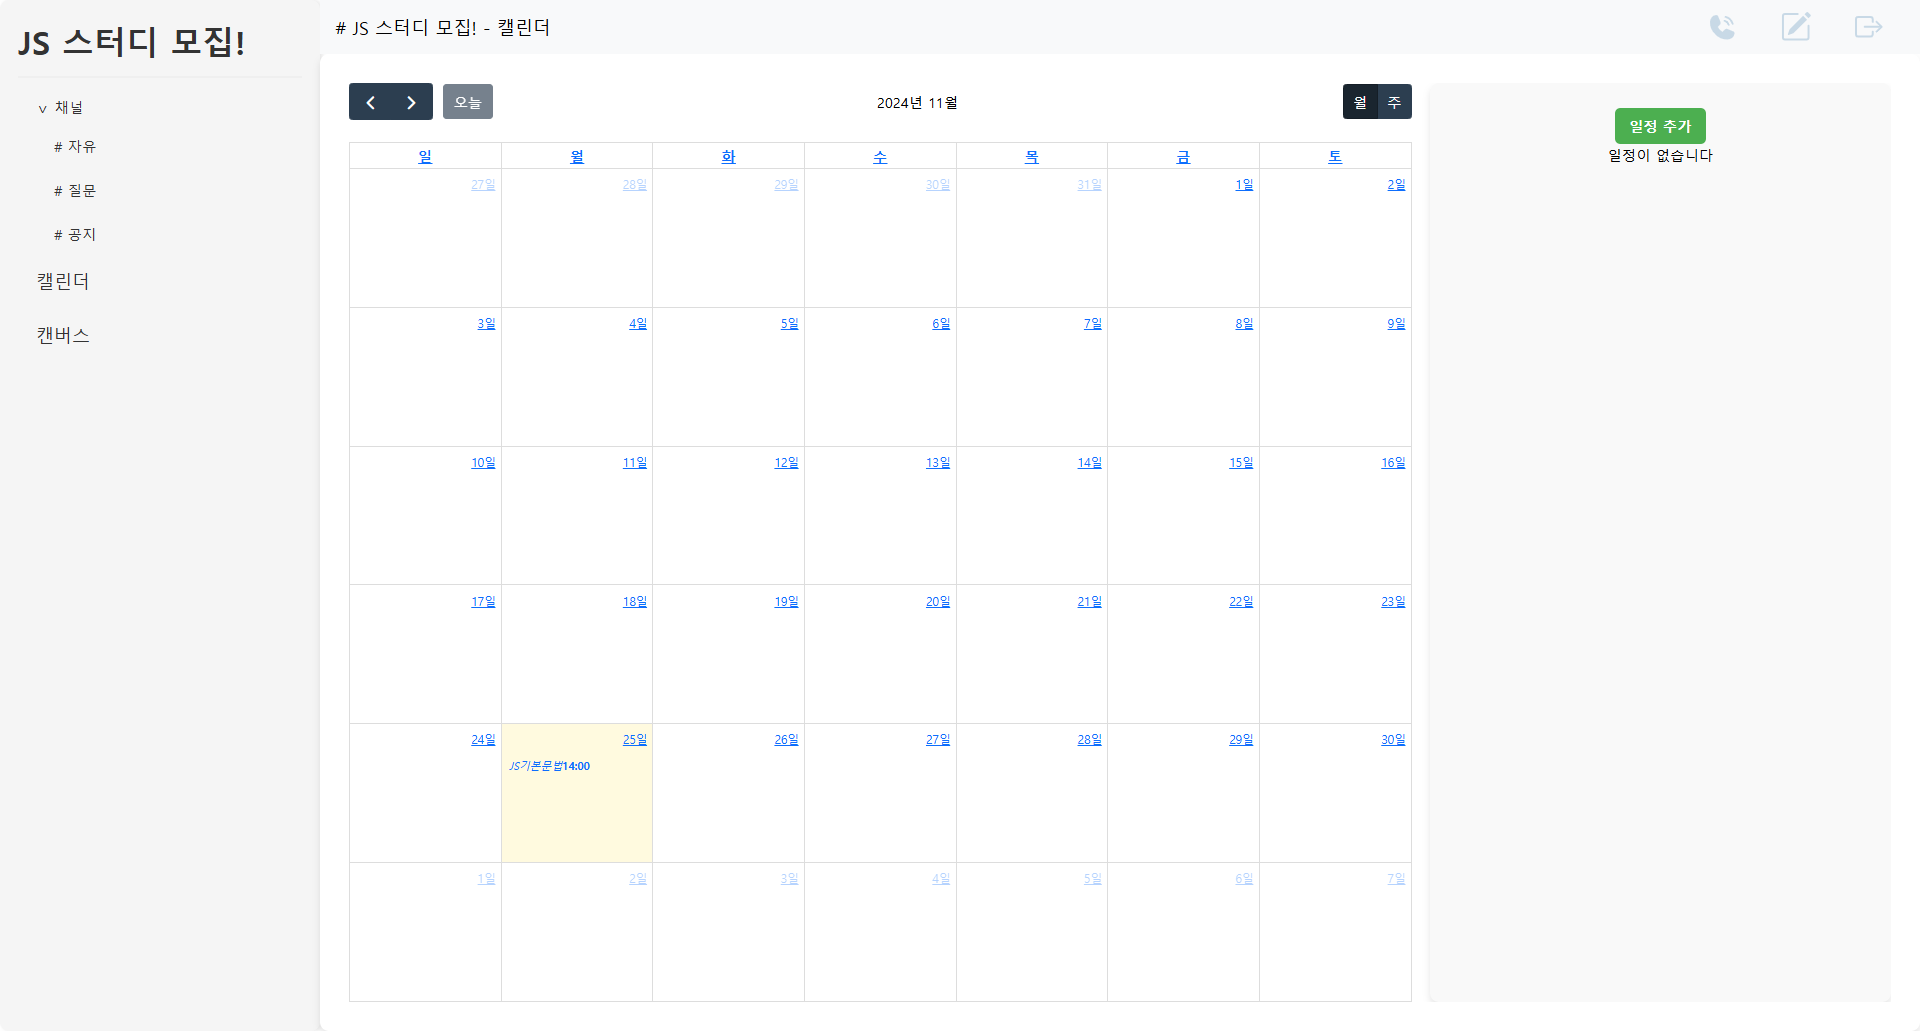 JS 스터디 모집!
∨ 채널
# 자유
# 질문
# 공지
캘린더
캔버스
# JS 스터디 모집! - 캘린더
오늘
2024년 11월
월 주
일 월 화 수 목 금 토
27일 28일 29일 30일 31일 1일 2일
3일 4일 5일 6일 7일 8일 9일
10일 11일 12일 13일 14일 15일 16일
17일 18일 19일 20일 21일 22일 23일
24일 25일 26일 27일 28일 29일 30일
JS기본문법14:00
1일 2일 3일 4일 5일 6일 7일
일정 추가
일정이 없습니다